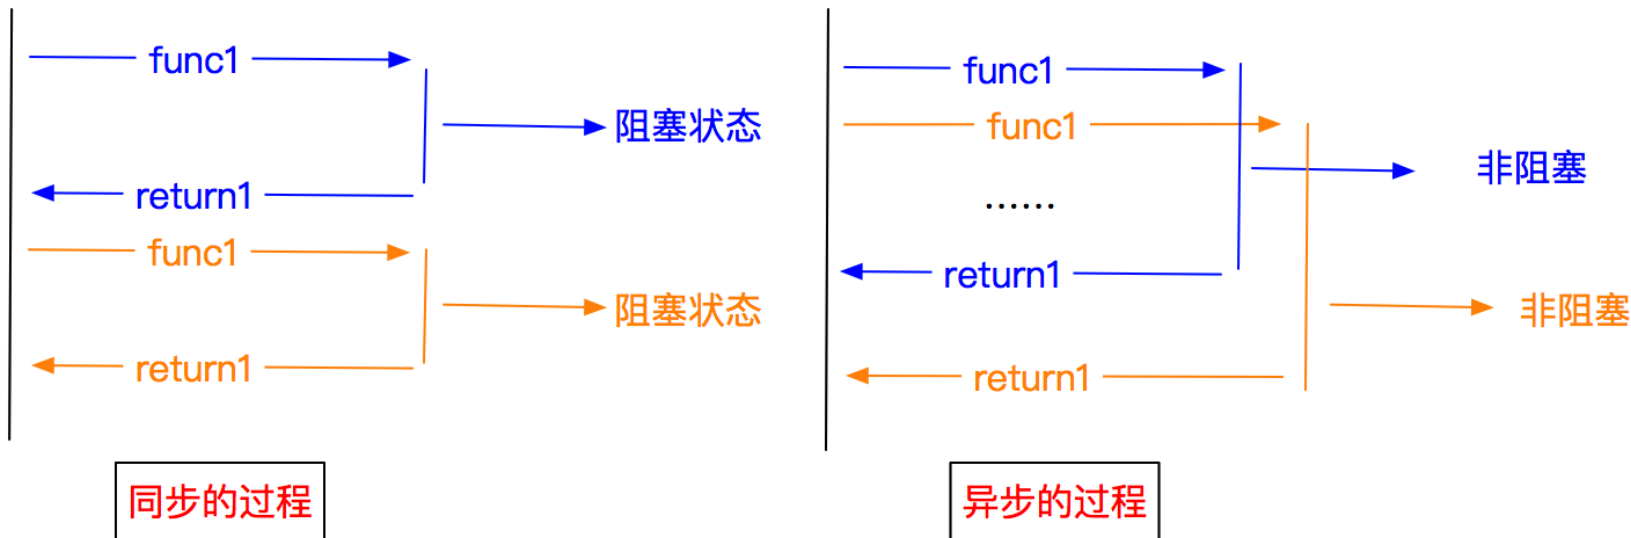 func1
阻塞状态
return1
func1
阻塞状态
return1
同步的过程
func1
func1
非阻塞
......
return1
非阻塞
return1
异步的过程